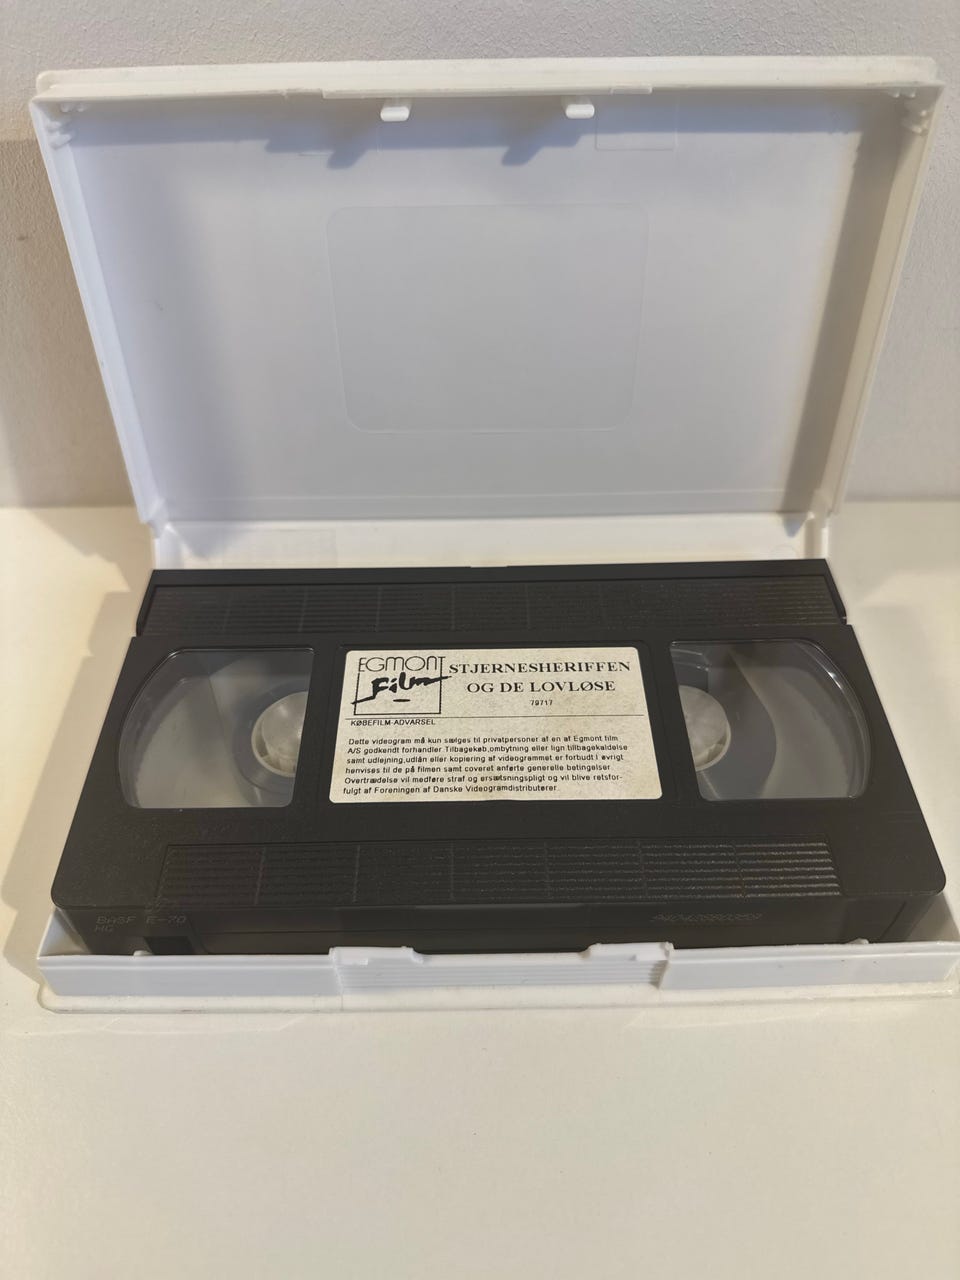 EGMONT
Film
STJERNESHERIFFEN
OG DE LOVLØSE
79717
KØBEFILM-ADVARSEL
Dette videogram må kun sælges til privatpersoner af en af Egmont film
A/S godkendt forhandler.Tilbagekøb,ombytning eller lign tilbagekaldelse
samt udlejning,udlån eller kopiering af videogrammet er forbudt.I øvrigt
henvises til de på filmen samt coveret anførte generelle betingelser.
Overtrædelse vil medføre straf og ersætsningspligt og vil blive retsfor-
fulgt af Foreningen af Danske Videogramdistributører.
BASF E-70
HG